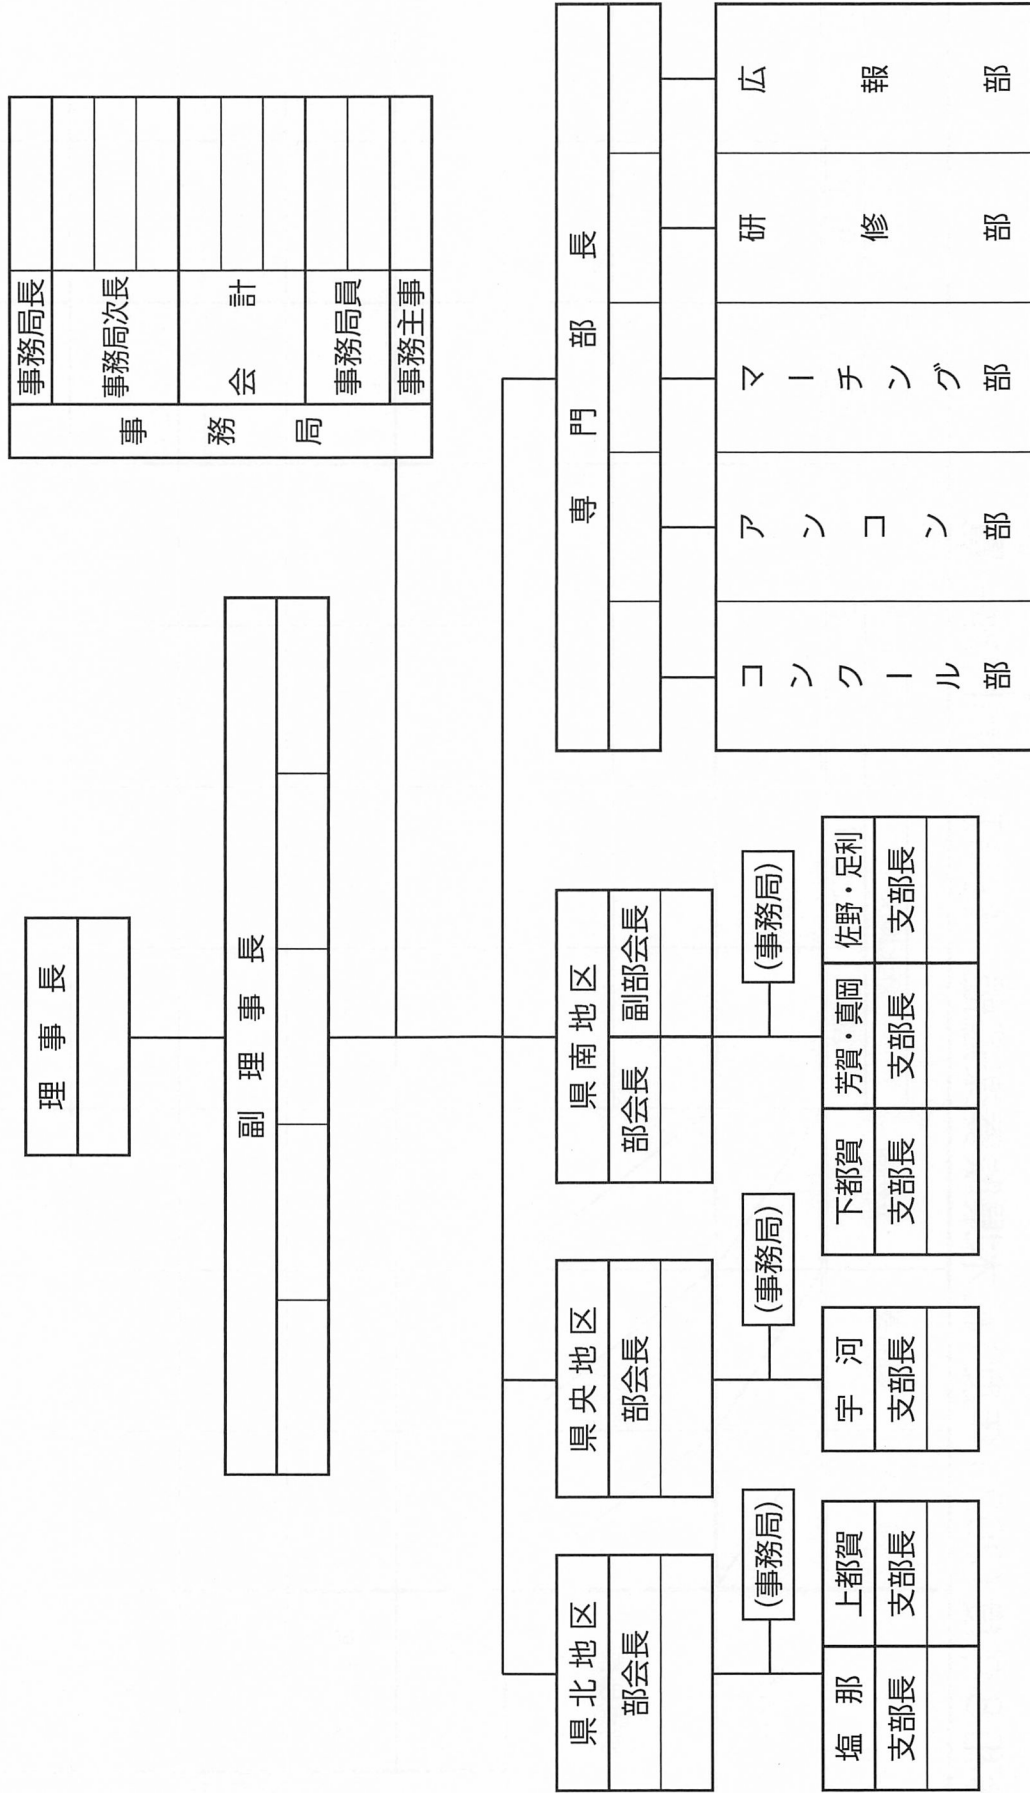 理事長
副理事長
事務局
事務局長
事務局次長
会計
事務局員
事務主事
県北地区
部会長
(事務局)
塩那
支部長
上都賀
支部長
県央地区
部会長
(事務局)
宇河
支部長
県南地区
部会長
副部会長
(事務局)
下都賀
支部長
芳賀・真岡
支部長
佐野・足利
支部長
専門部長
コンクール部
アンコン部
マーチング部
研修部
広報部